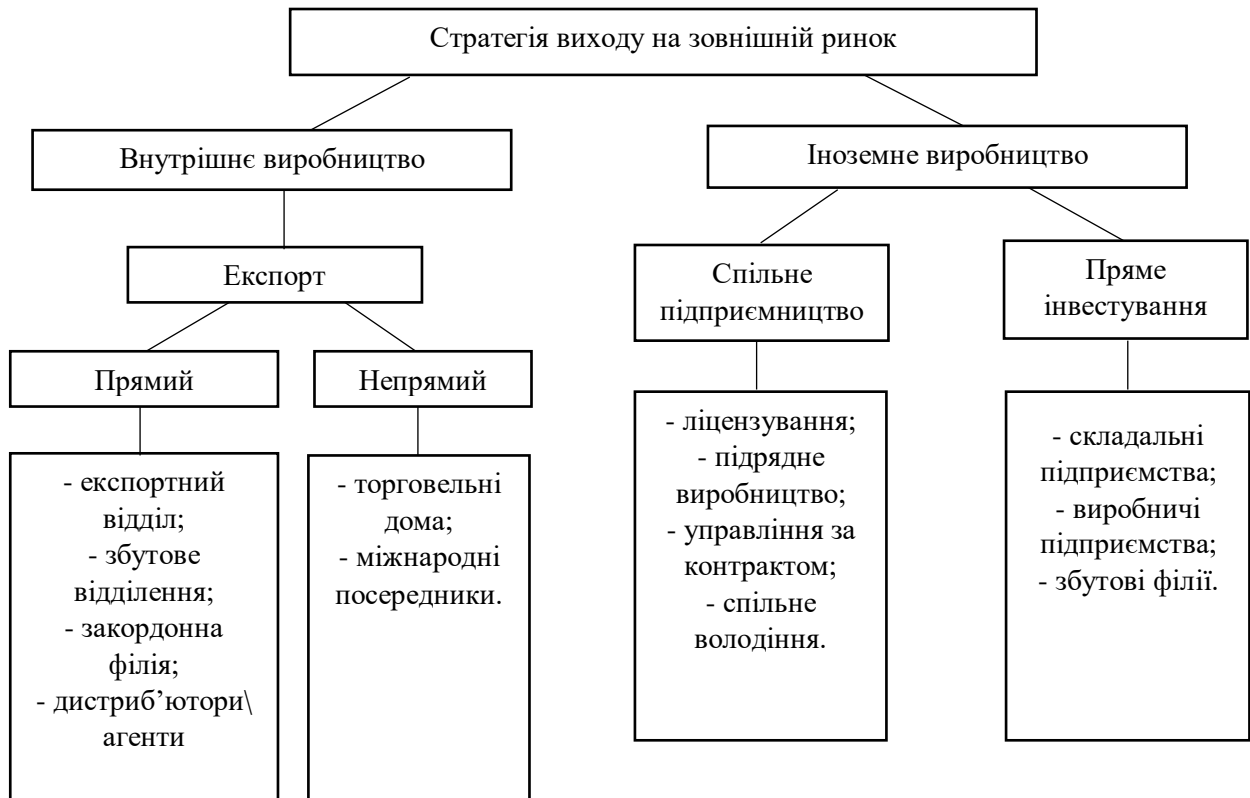 Стратегія виходу на зовнішній ринок
Внутрішнє виробництво
Іноземне виробництво
Експорт
Спільне
підприємництво
Пряме
інвестування
Прямий
Непрямий
- експортний
відділ;
- збутове
відділення;
- закордонна
філія;
- дистриб’ютори\
агенти
- торговельні
дома;
- міжнародні
посередники.
- ліцензування;
- підрядне
виробництво;
- управління за
контрактом;
- спільне
володіння.
- складальні
підприємства;
- виробничі
підприємства;
- збутові філії.